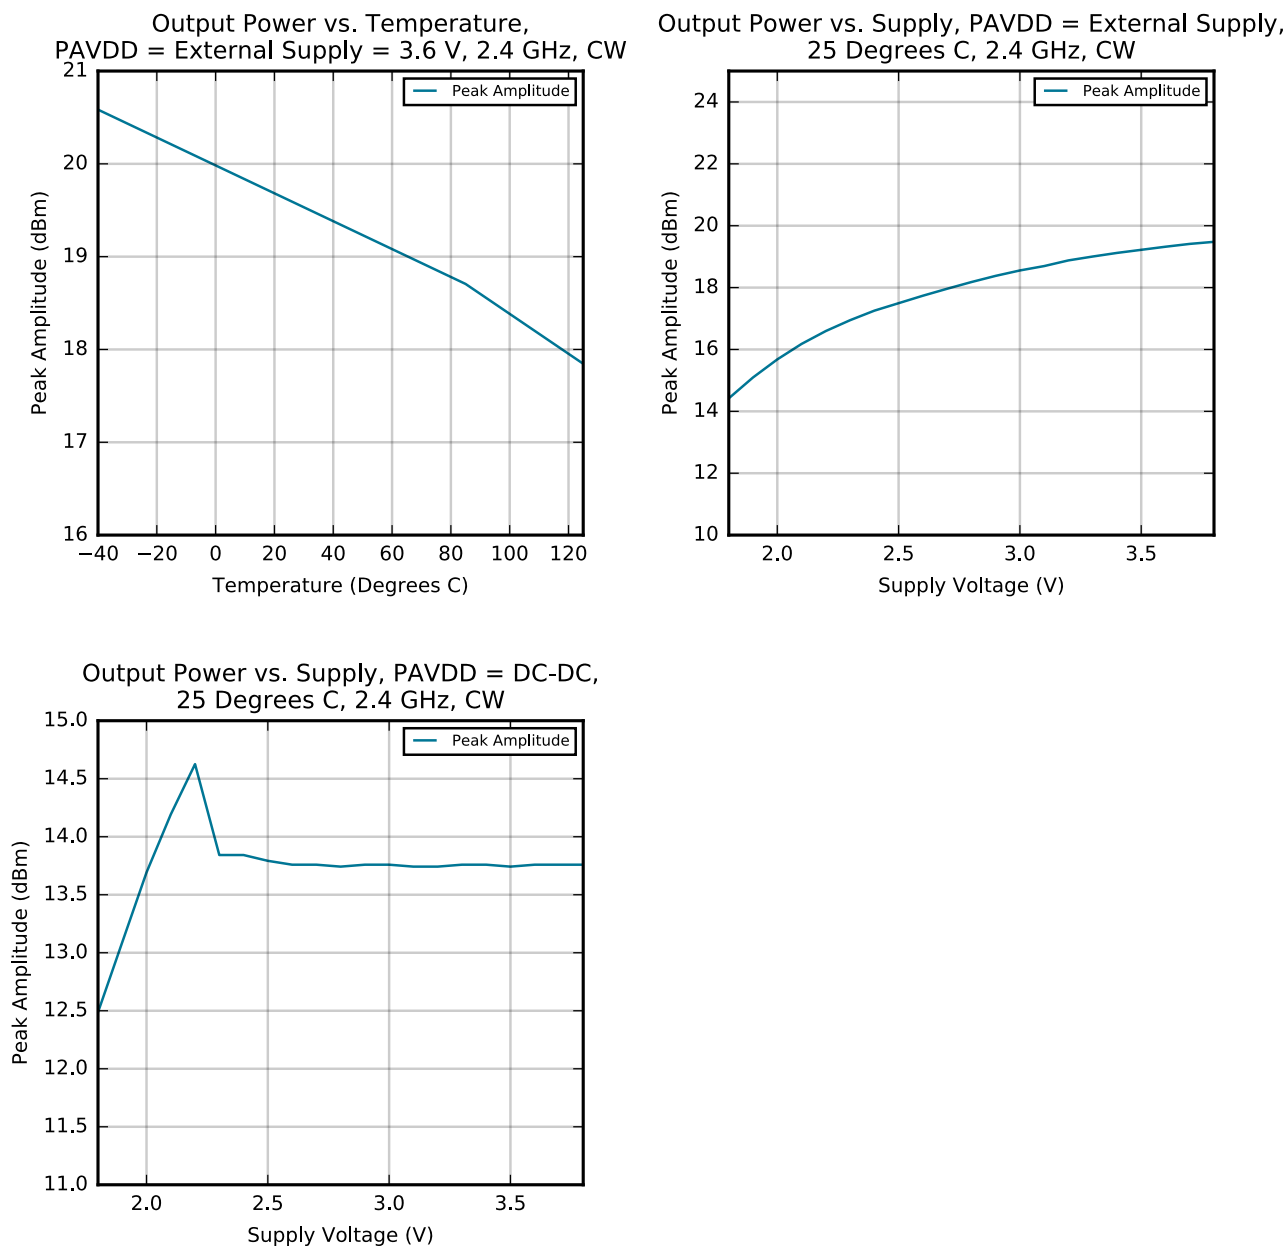 Output Power vs. Temperature,
PAVDD = External Supply = 3.6 V, 2.4 GHz, CW
Peak Amplitude
Peak Amplitude (dBm)
21
20
19
18
17
16
−40 −20 0 20 40 60 80 100 120
Temperature (Degrees C)
Output Power vs. Supply, PAVDD = External Supply,
25 Degrees C, 2.4 GHz, CW
Peak Amplitude
Peak Amplitude (dBm)
24
22
20
18
16
14
12
10
2.0 2.5 3.0 3.5
Supply Voltage (V)
Output Power vs. Supply, PAVDD = DC-DC,
25 Degrees C, 2.4 GHz, CW
Peak Amplitude
Peak Amplitude (dBm)
15.0
14.5
14.0
13.5
13.0
12.5
12.0
11.5
11.0
2.0 2.5 3.0 3.5
Supply Voltage (V)